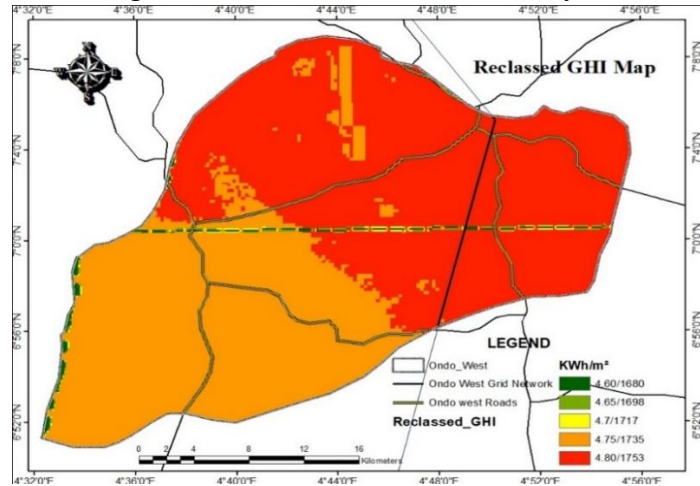 4°32'0"E 4°36'0"E 4°40'0"E 4°44'0"E 4°48'0"E 4°52'0"E 4°56'0"E
Reclassed GHI Map
7°8'0"N 7°8'0"N
7°4'0"N 7°4'0"N
7°0'0"N 7°0'0"N
6°56'0"N 6°56'0"N
6°52'0"N 6°52'0"N
LEGEND
Ondo_West
Ondo West Grid Network
Ondo west Roads
Reclassed_GHI
KWh/m²
4.60/1680
4.65/1698
4.7/1717
4.75/1735
4.80/1753
0 2 4 8 12 16
Kilometers
4°32'0"E 4°36'0"E 4°40'0"E 4°44'0"E 4°48'0"E 4°52'0"E 4°56'0"E